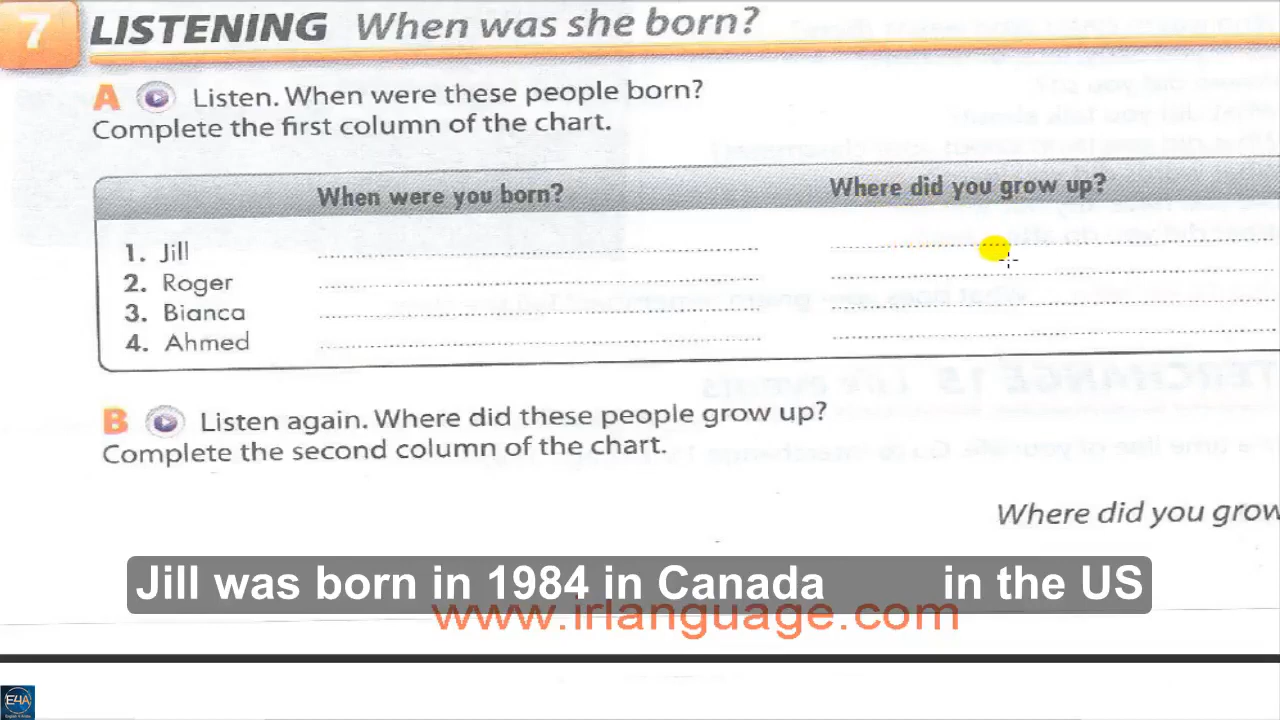 7 LISTENING When was she born?
A Listen. When were these people born?
Complete the first column of the chart.
When were you born? Where did you grow up?
1. Jill
2. Roger
3. Bianca
4. Ahmed
B Listen again. Where did these people grow up?
Complete the second column of the chart.
Where did you grow
Jill was born in 1984 in Canada in the US
www.irlanguage.com
E4A